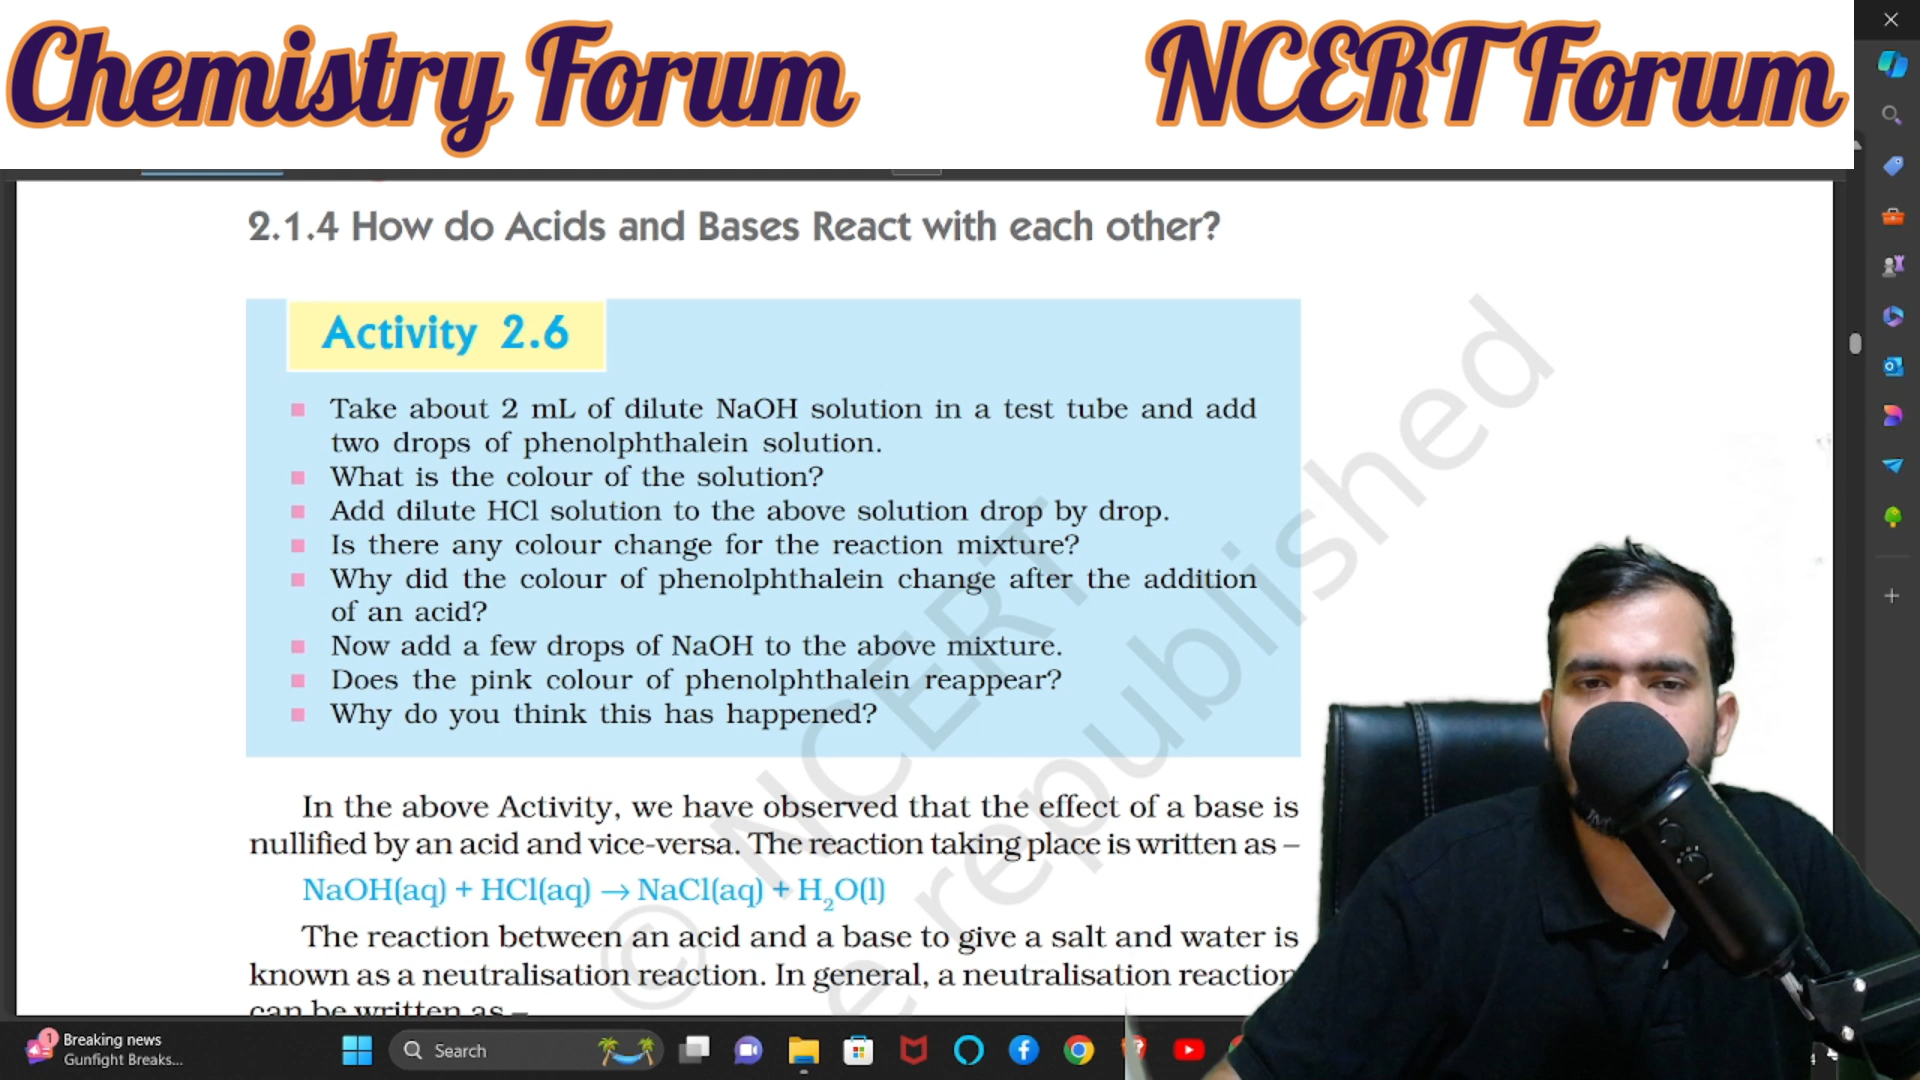 Chemistry Forum
NCERT Forum
2.1.4 How do Acids and Bases React with each other?
Activity 2.6
Take about 2 mL of dilute NaOH solution in a test tube and add
two drops of phenolphthalein solution.
What is the colour of the solution?
Add dilute HCl solution to the above solution drop by drop.
Is there any colour change for the reaction mixture?
Why did the colour of phenolphthalein change after the addition
of an acid?
Now add a few drops of NaOH to the above mixture.
Does the pink colour of phenolphthalein reappear?
Why do you think this has happened?
In the above Activity, we have observed that the effect of a base is
nullified by an acid and vice-versa. The reaction taking place is written as –
NaOH(aq) + HCl(aq) → NaCl(aq) + H₂O(l)
The reaction between an acid and a base to give a salt and water is
known as a neutralisation reaction. In general, a neutralisation reaction
can be written as –
© NCERT
e republished
1
Breaking news
Gunfight Breaks...
Search